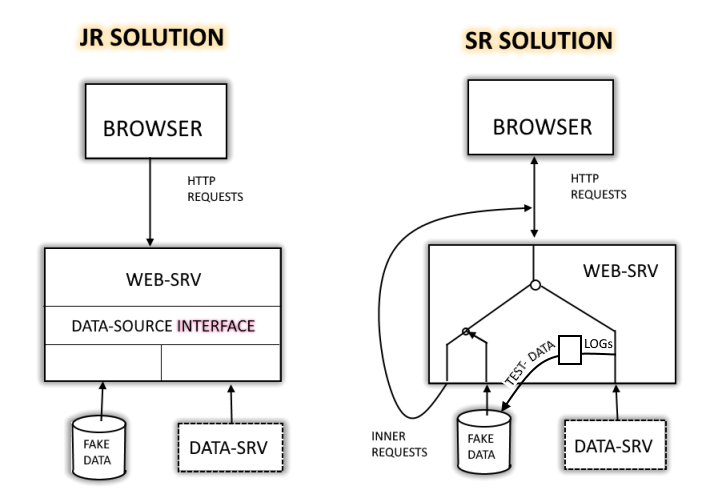 JR SOLUTION
BROWSER
HTTP
REQUESTS
WEB-SRV
DATA-SOURCE INTERFACE
FAKE
DATA
DATA-SRV
SR SOLUTION
BROWSER
HTTP
REQUESTS
WEB-SRV
LOGs
TEST- DATA
INNER
REQUESTS
FAKE
DATA
DATA-SRV